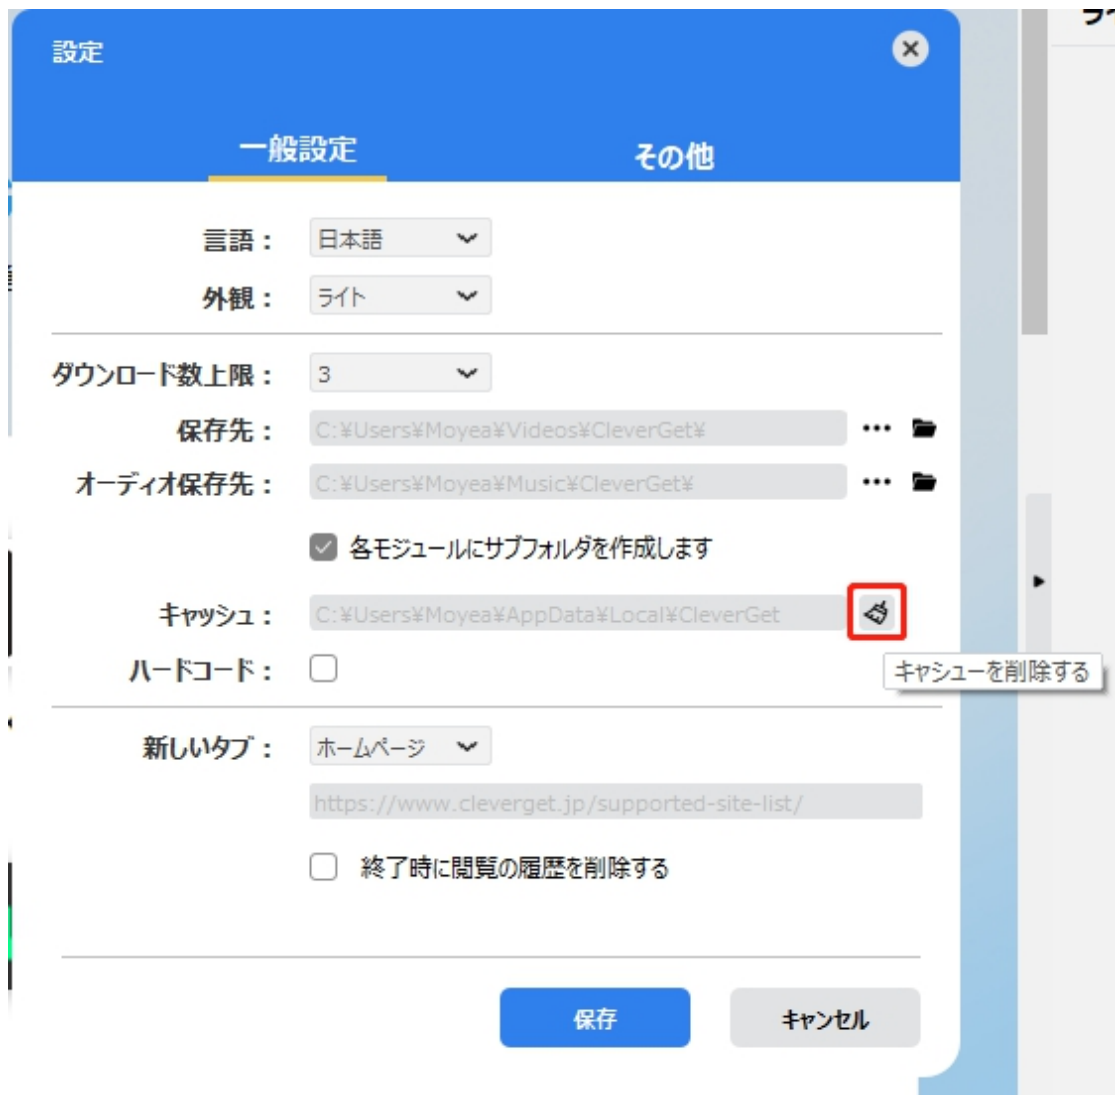 設定
一般設定
その他
言語：
日本語
外観：
ライト
ダウンロード数上限：
3
保存先：
C:¥Users¥Moyea¥Videos¥CleverGet¥
オーディオ保存先：
C:¥Users¥Moyea¥Music¥CleverGet¥
各モジュールにサブフォルダを作成します
キャッシュ：
C:¥Users¥Moyea¥AppData¥Local¥CleverGet
ハードコード：
キャシューを削除する
新しいタブ：
ホームページ
https://www.cleverget.jp/supported-site-list/
終了時に閲覧の履歴を削除する
保存
キャンセル